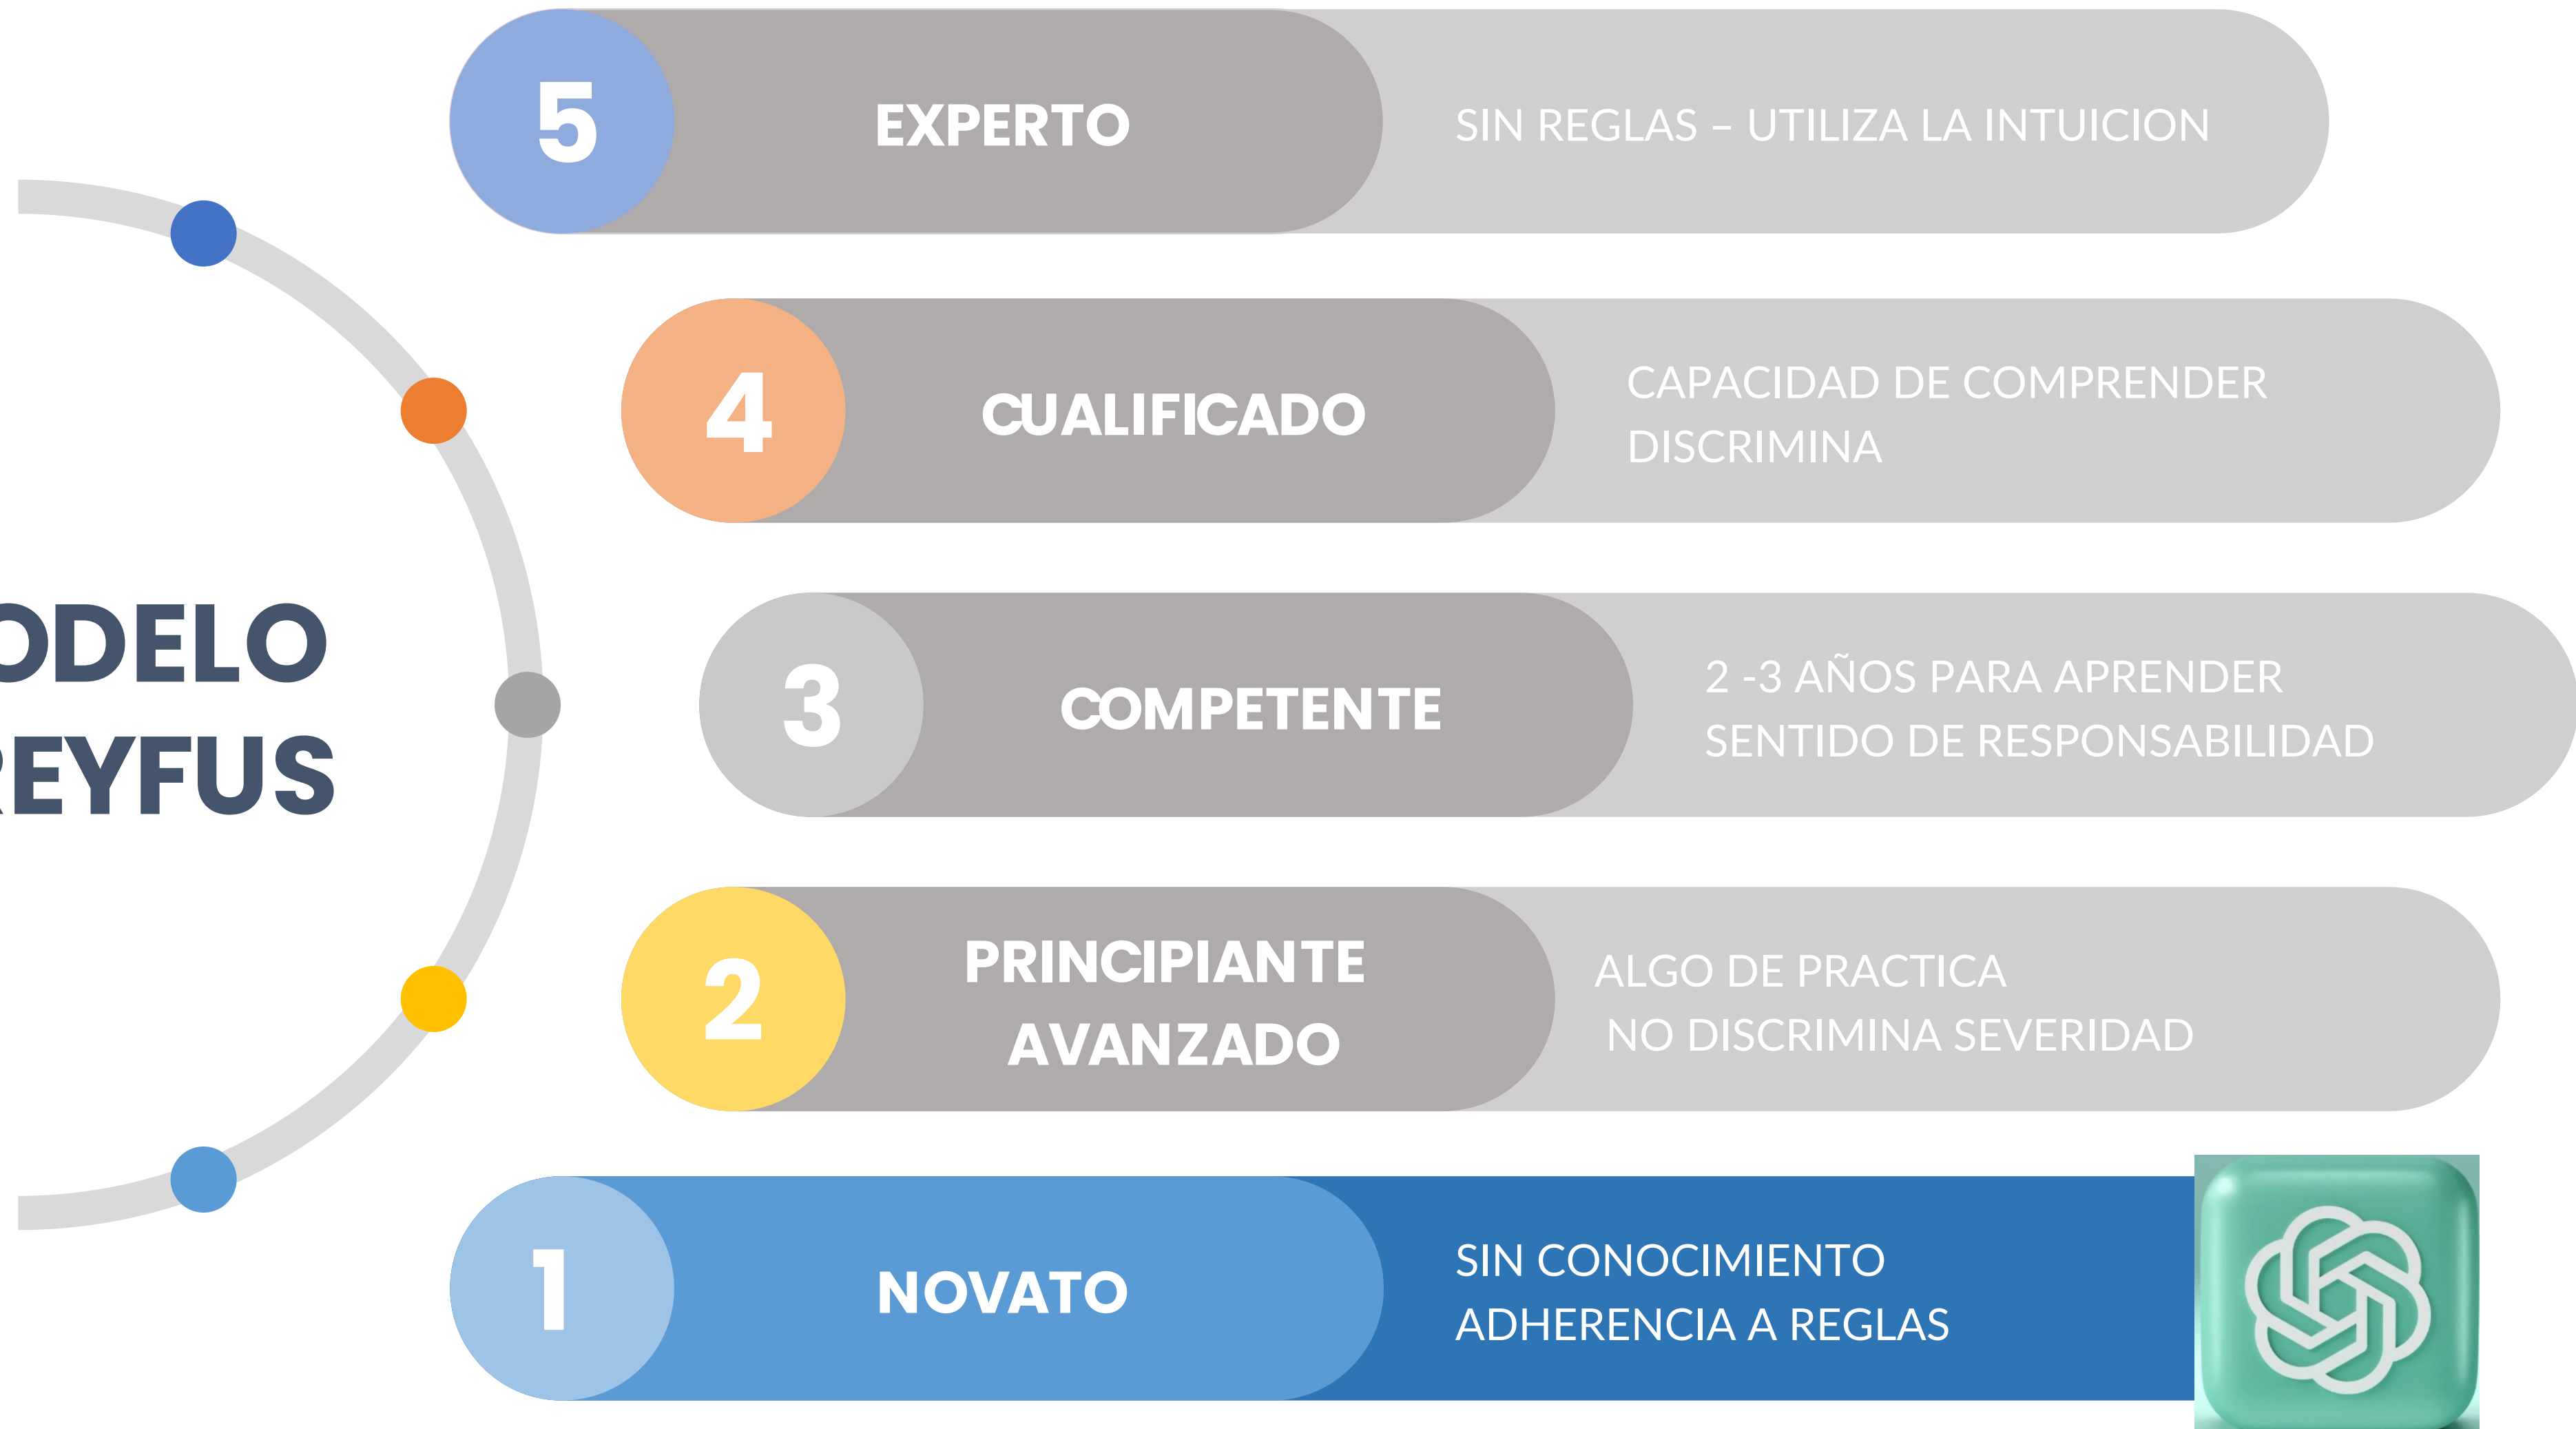 5
EXPERTO
SIN REGLAS – UTILIZA LA INTUICION
4
CUALIFICADO
CAPACIDAD DE COMPRENDER
DISCRIMINA
ODELO
REYFUS
3
COMPETENTE
2 -3 AÑOS PARA APRENDER
SENTIDO DE RESPONSABILIDAD
2
PRINCIPIANTE
AVANZADO
ALGO DE PRACTICA
NO DISCRIMINA SEVERIDAD
1
NOVATO
SIN CONOCIMIENTO
ADHERENCIA A REGLAS